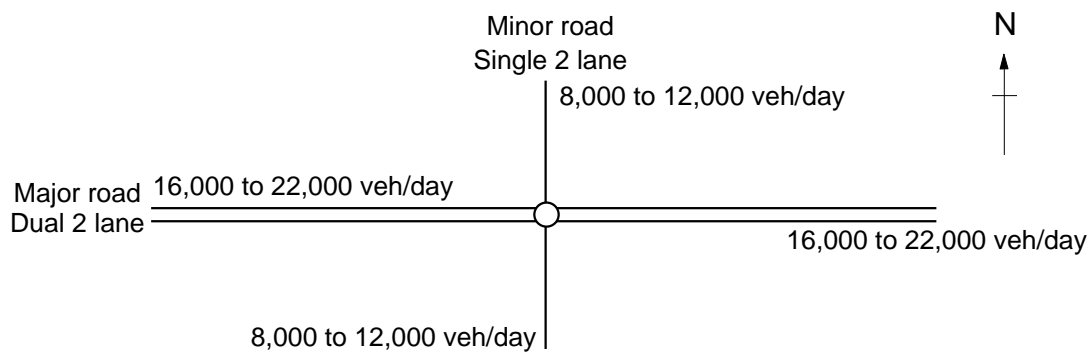 Minor road
Single 2 lane
N
8,000 to 12,000 veh/day
Major road
Dual 2 lane
16,000 to 22,000 veh/day
16,000 to 22,000 veh/day
8,000 to 12,000 veh/day